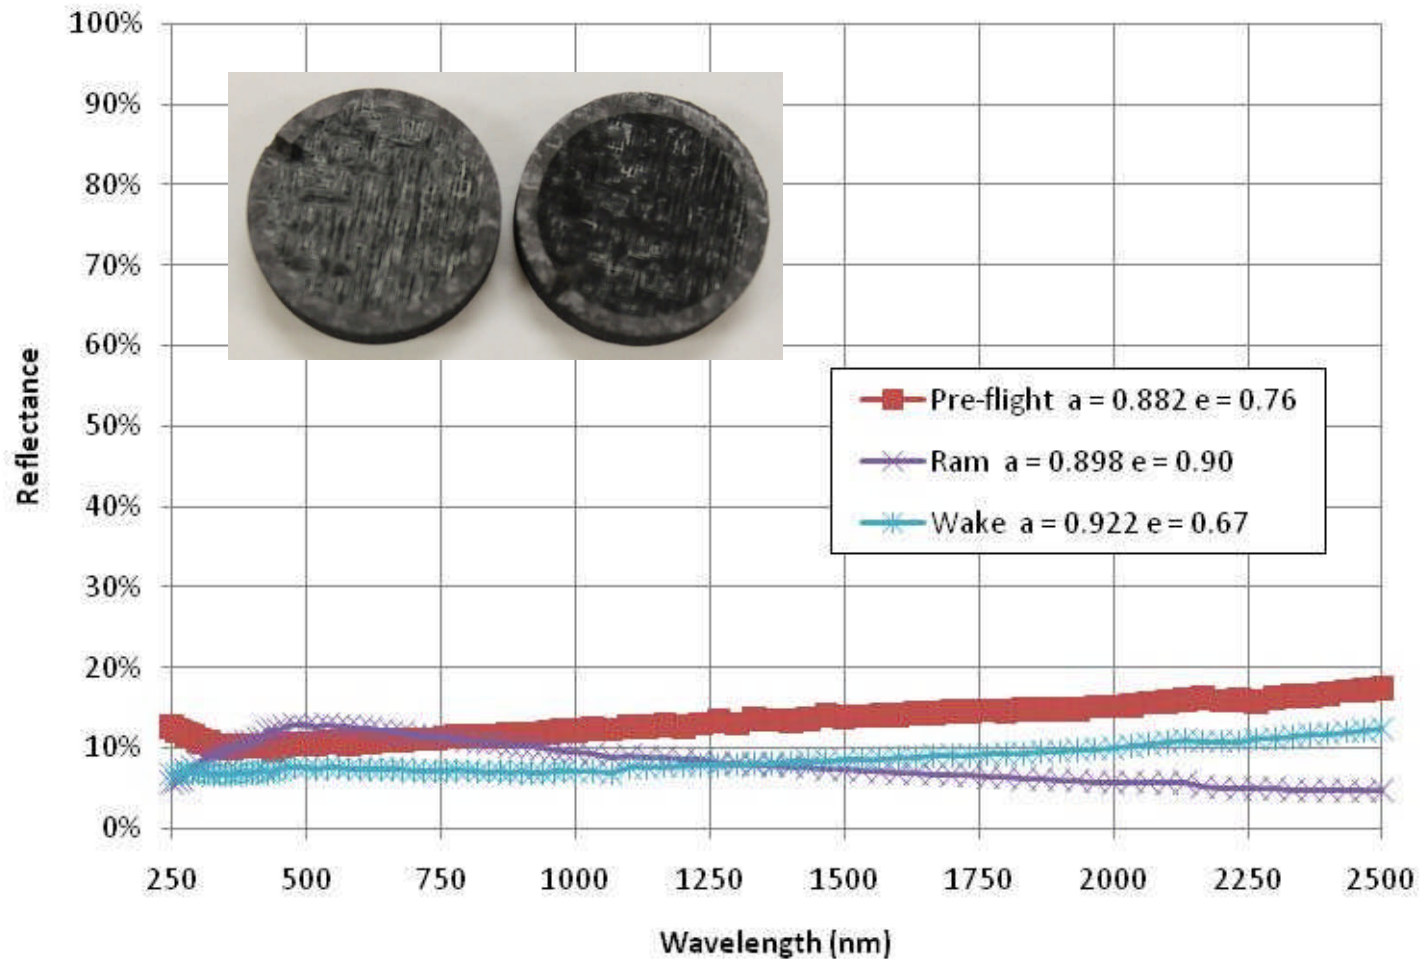 100%
90%
80%
70%
60%
50%
40%
30%
20%
10%
0%
Reflectance
Pre-flight a = 0.882 e = 0.76
Ram a = 0.898 e = 0.90
Wake a = 0.922 e = 0.67
250 500 750 1000 1250 1500 1750 2000 2250 2500
Wavelength (nm)